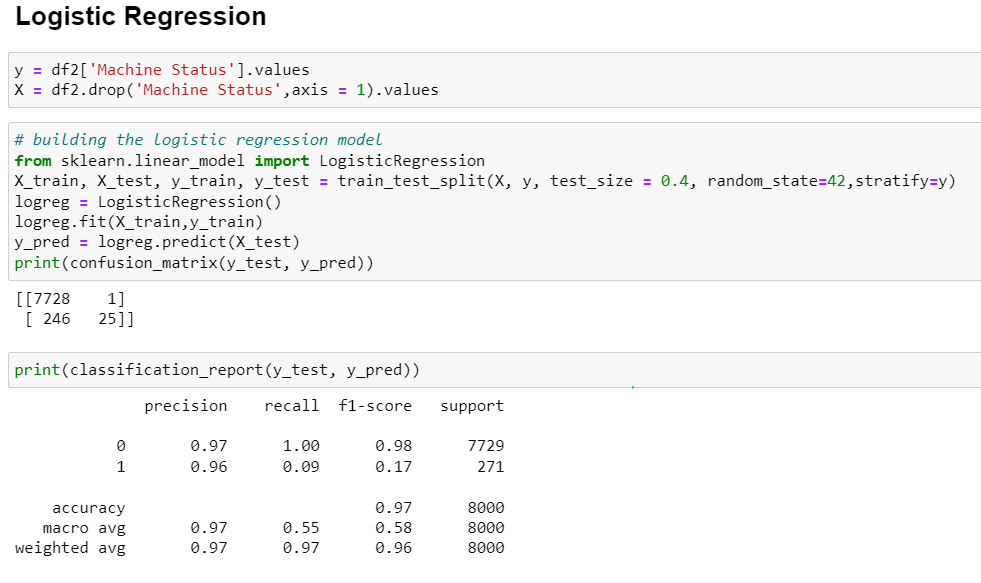 Logistic Regression
y = df2['Machine Status'].values
X = df2.drop('Machine Status',axis = 1).values
# building the logistic regression model
from sklearn.linear_model import LogisticRegression
X_train, X_test, y_train, y_test = train_test_split(X, y, test_size = 0.4, random_state=42,stratify=y)
logreg = LogisticRegression()
logreg.fit(X_train,y_train)
y_pred = logreg.predict(X_test)
print(confusion_matrix(y_test, y_pred))
[[7728    1]
 [ 246   25]]
print(classification_report(y_test, y_pred))
              precision    recall  f1-score   support
           0       0.97      1.00      0.98      7729
           1       0.96      0.09      0.17       271
    accuracy                           0.97      8000
   macro avg       0.97      0.55      0.58      8000
weighted avg       0.97      0.97      0.96      8000